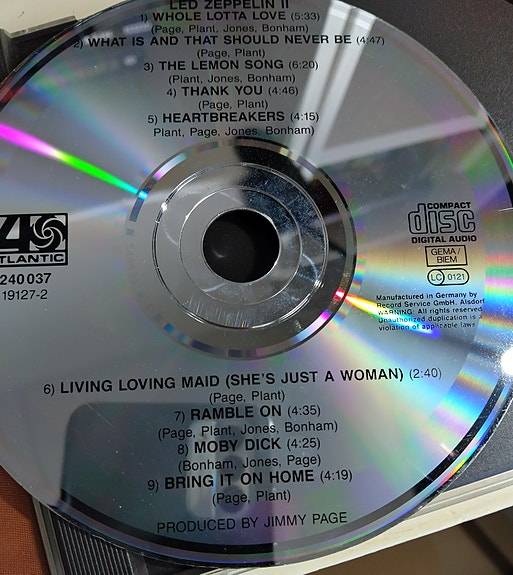 LED ZEPPELIN II
1) WHOLE LOTTA LOVE (5:33)
(Page, Plant, Jones, Bonham)
2) WHAT IS AND THAT SHOULD NEVER BE (4:47)
(Page, Plant)
3) THE LEMON SONG (6:20)
(Plant, Jones, Bonham)
4) THANK YOU (4:46)
(Page, Plant)
5) HEARTBREAKERS (4:15)
Plant, Page, Jones, Bonham)
ATLANTIC
240 037
19127-2
COMPACT
disc
DIGITAL AUDIO
GEMA/
BIEM
LC 0121
Manufactured in Germany by
Record Service GmbH, Alsdorf
WARNING: All rights reserved
Unauthorized duplication is
violation of applicable laws
6) LIVING LOVING MAID (SHE'S JUST A WOMAN) (2:40)
(Page, Plant)
7) RAMBLE ON (4:35)
(Page, Plant, Jones, Bonham)
8) MOBY DICK (4:25)
(Bonham, Jones, Page)
9) BRING IT ON HOME (4:19)
(Page, Plant)
PRODUCED BY JIMMY PAGE